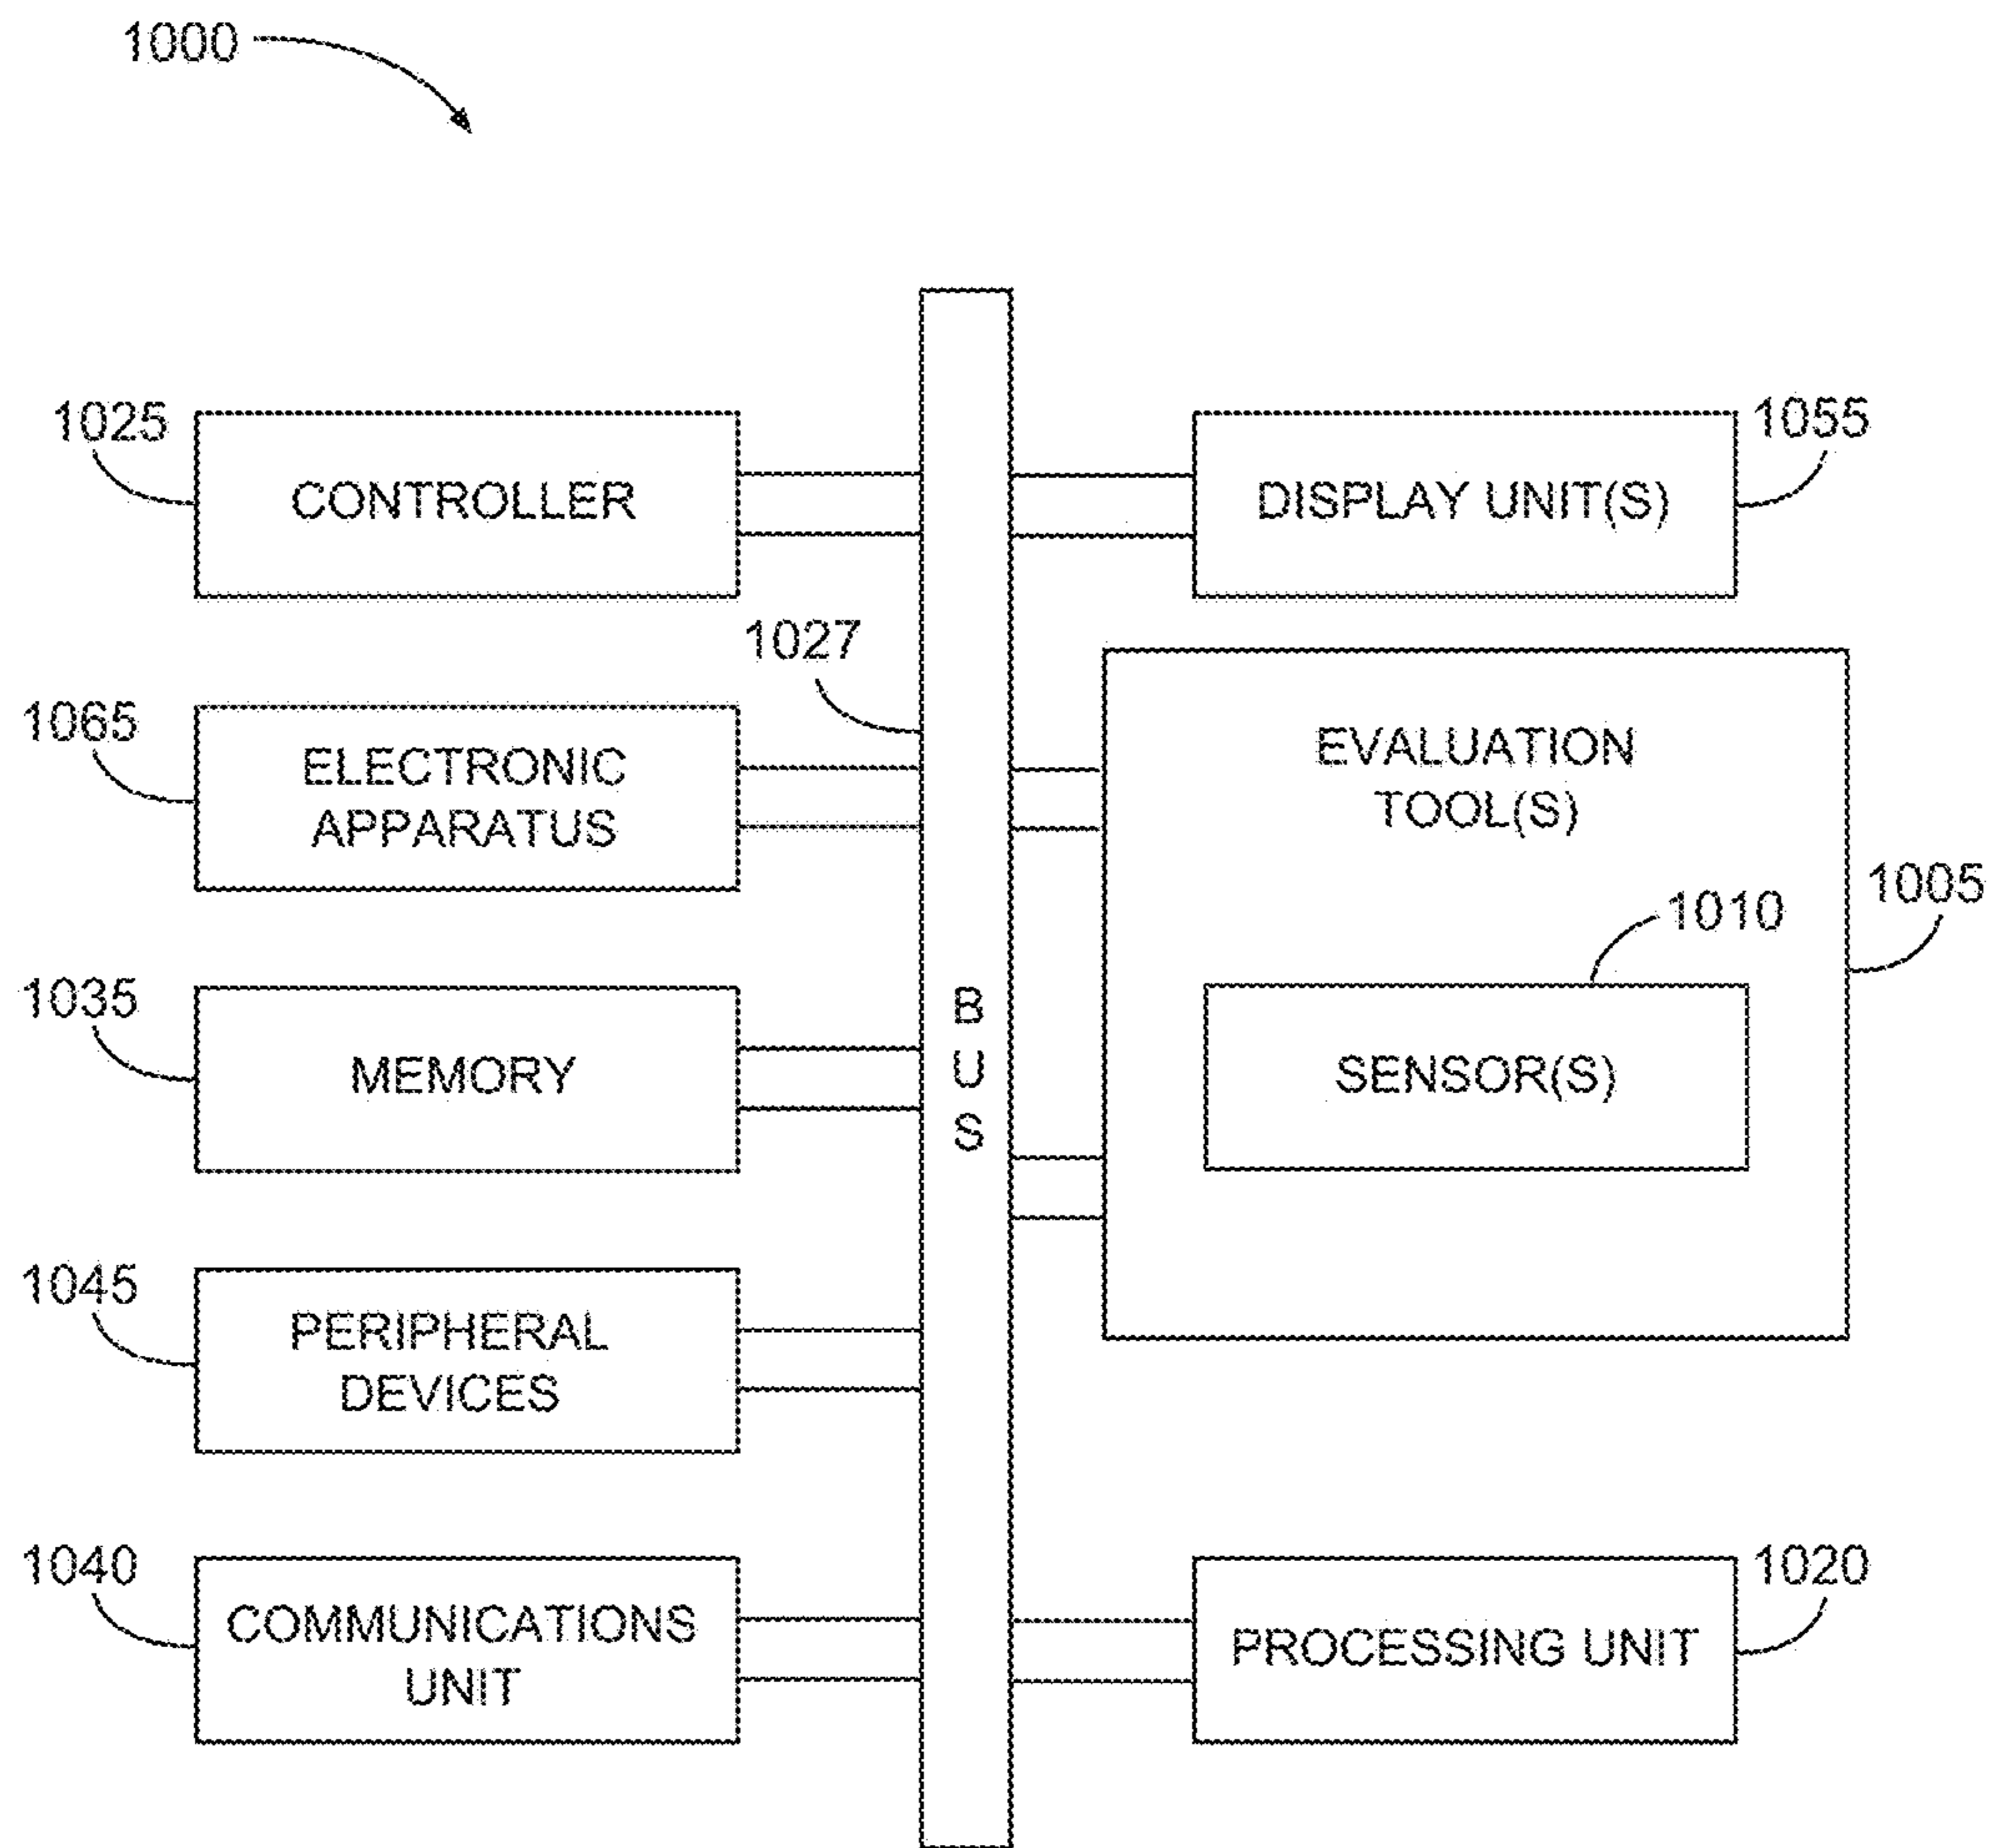 1000
1025
CONTROLLER
1055
DISPLAY UNIT(S)
1027
1065
ELECTRONIC
APPARATUS
EVALUATION
TOOL(S)
1005
1010
SENSOR(S)
1035
MEMORY
B
U
S
1045
PERIPHERAL
DEVICES
1040
COMMUNICATIONS
UNIT
1020
PROCESSING UNIT